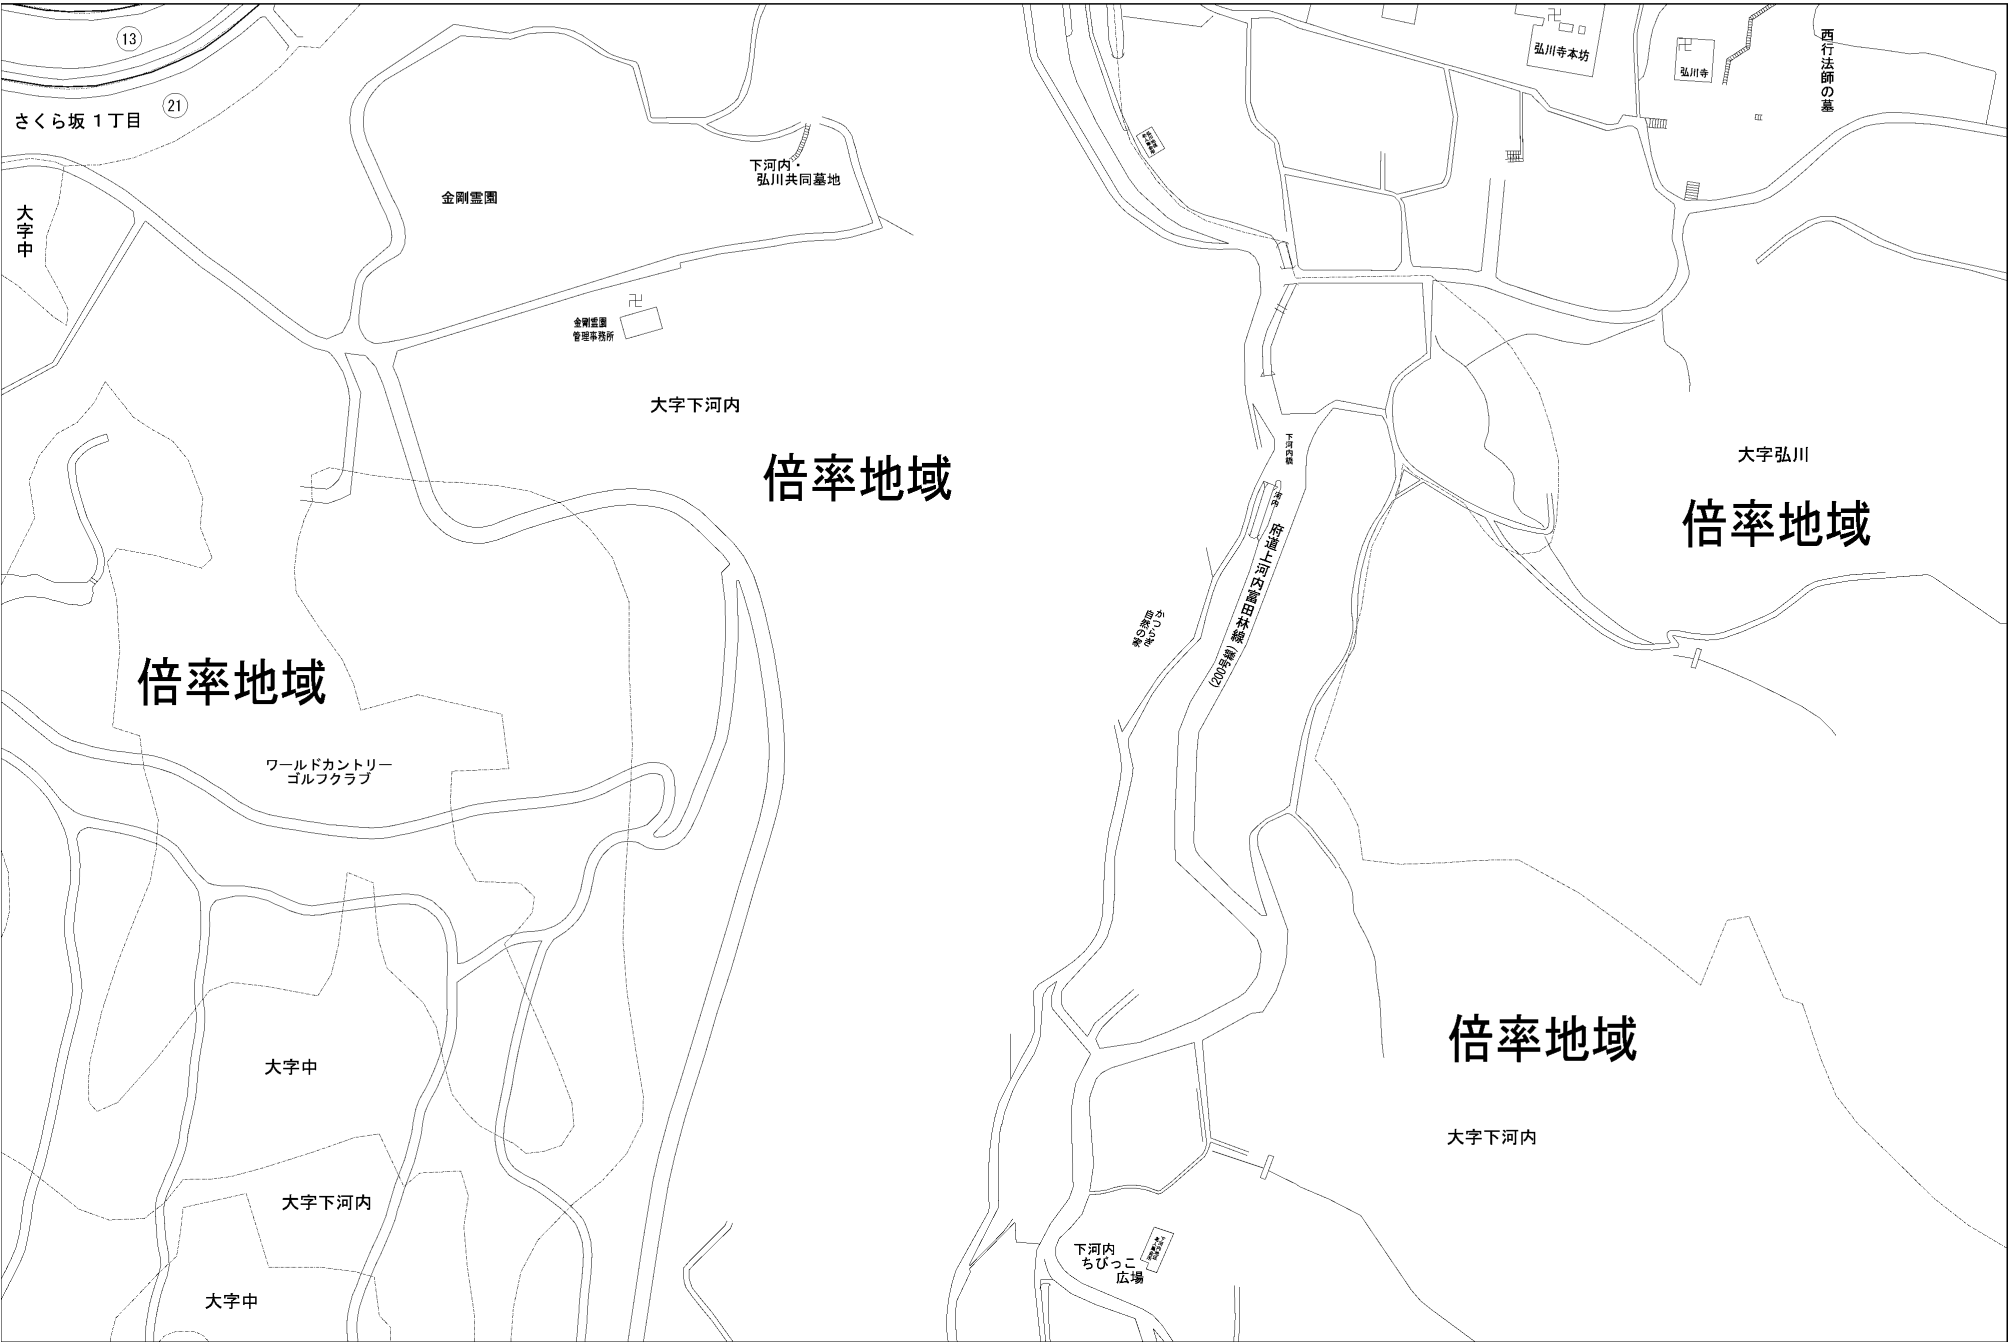 13
21
さくら坂 1丁目
大字中
金剛霊園
下河内・
弘川共同墓地
弘川寺本坊
弘川寺
西行法師の墓
金剛霊園
管理事務所
大字下河内
倍率地域
下河内橋
河内
大字弘川
倍率地域
府道上河内富田林線
(200号線)
かつらぎ
自然の家
倍率地域
ワールドカントリー
ゴルフクラブ
倍率地域
大字中
大字下河内
大字下河内
下河内
ちびっこ
広場
大字中